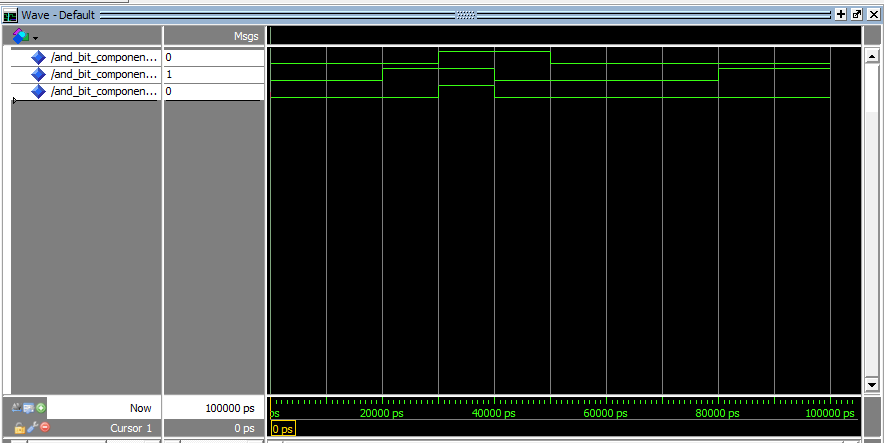 Wave - Default
Msgs
/and_bit_componen... 0
/and_bit_componen... 1
/and_bit_componen... 0
Now 100000 ps
ps 20000 ps 40000 ps 60000 ps 80000 ps 100000 ps
Cursor 1 0 ps 0 ps